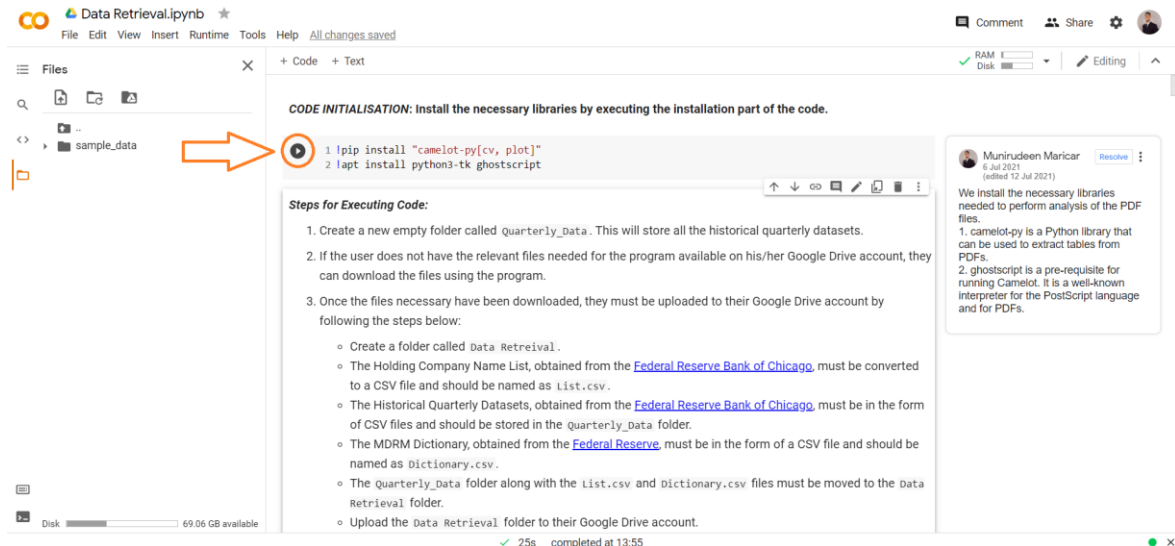 Data Retrieval.ipynb
File Edit View Insert Runtime Tools Help All changes saved
Comment Share
Files
+ Code + Text
RAM
Disk
Editing
..
sample_data
CODE INITIALISATION: Install the necessary libraries by executing the installation part of the code.
1 !pip install "camelot-py[cv, plot]"
2 !apt install python3-tk ghostscript
Steps for Executing Code:
1. Create a new empty folder called Quarterly_Data. This will store all the historical quarterly datasets.
2. If the user does not have the relevant files needed for the program available on his/her Google Drive account, they
can download the files using the program.
3. Once the files necessary have been downloaded, they must be uploaded to their Google Drive account by
following the steps below:
Create a folder called Data Retreival.
The Holding Company Name List, obtained from the Federal Reserve Bank of Chicago, must be converted
to a CSV file and should be named as List.csv.
The Historical Quarterly Datasets, obtained from the Federal Reserve Bank of Chicago, must be in the form
of CSV files and should be stored in the Quarterly_Data folder.
The MDRM Dictionary, obtained from the Federal Reserve, must be in the form of a CSV file and should be
named as Dictionary.csv.
The Quarterly_Data folder along with the List.csv and Dictionary.csv files must be moved to the Data
Retrieval folder.
Upload the Data Retrieval folder to their Google Drive account.
Munirudeen Maricar
Resolve
6 Jul 2021
(edited 12 Jul 2021)
We install the necessary libraries
needed to perform analysis of the PDF
files.
1. camelot-py is a Python library that
can be used to extract tables from
PDFs.
2. ghostscript is a pre-requisite for
running Camelot. It is a well-known
interpreter for the PostScript language
and for PDFs.
Disk 69.06 GB available
25s completed at 13:55